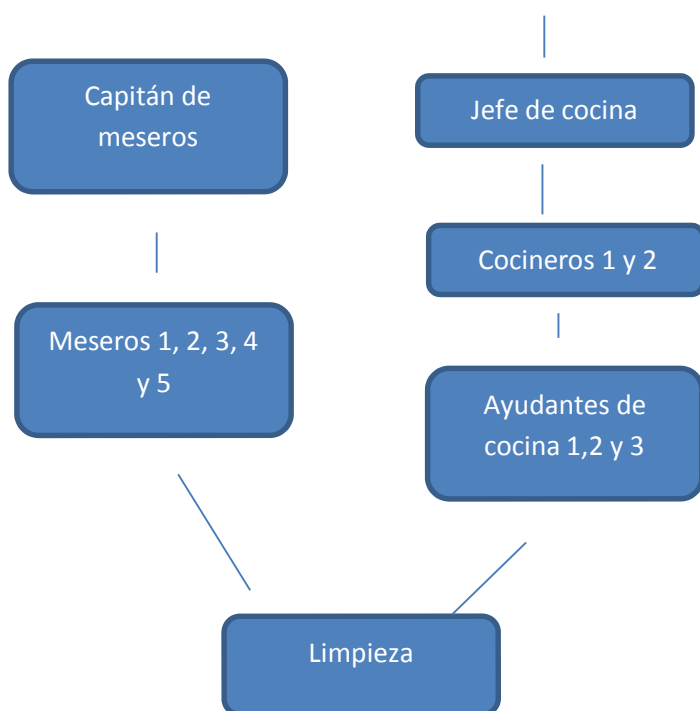 Capitán de
meseros
Jefe de cocina
Cocineros 1 y 2
Meseros 1, 2, 3, 4
y 5
Ayudantes de
cocina 1,2 y 3
Limpieza